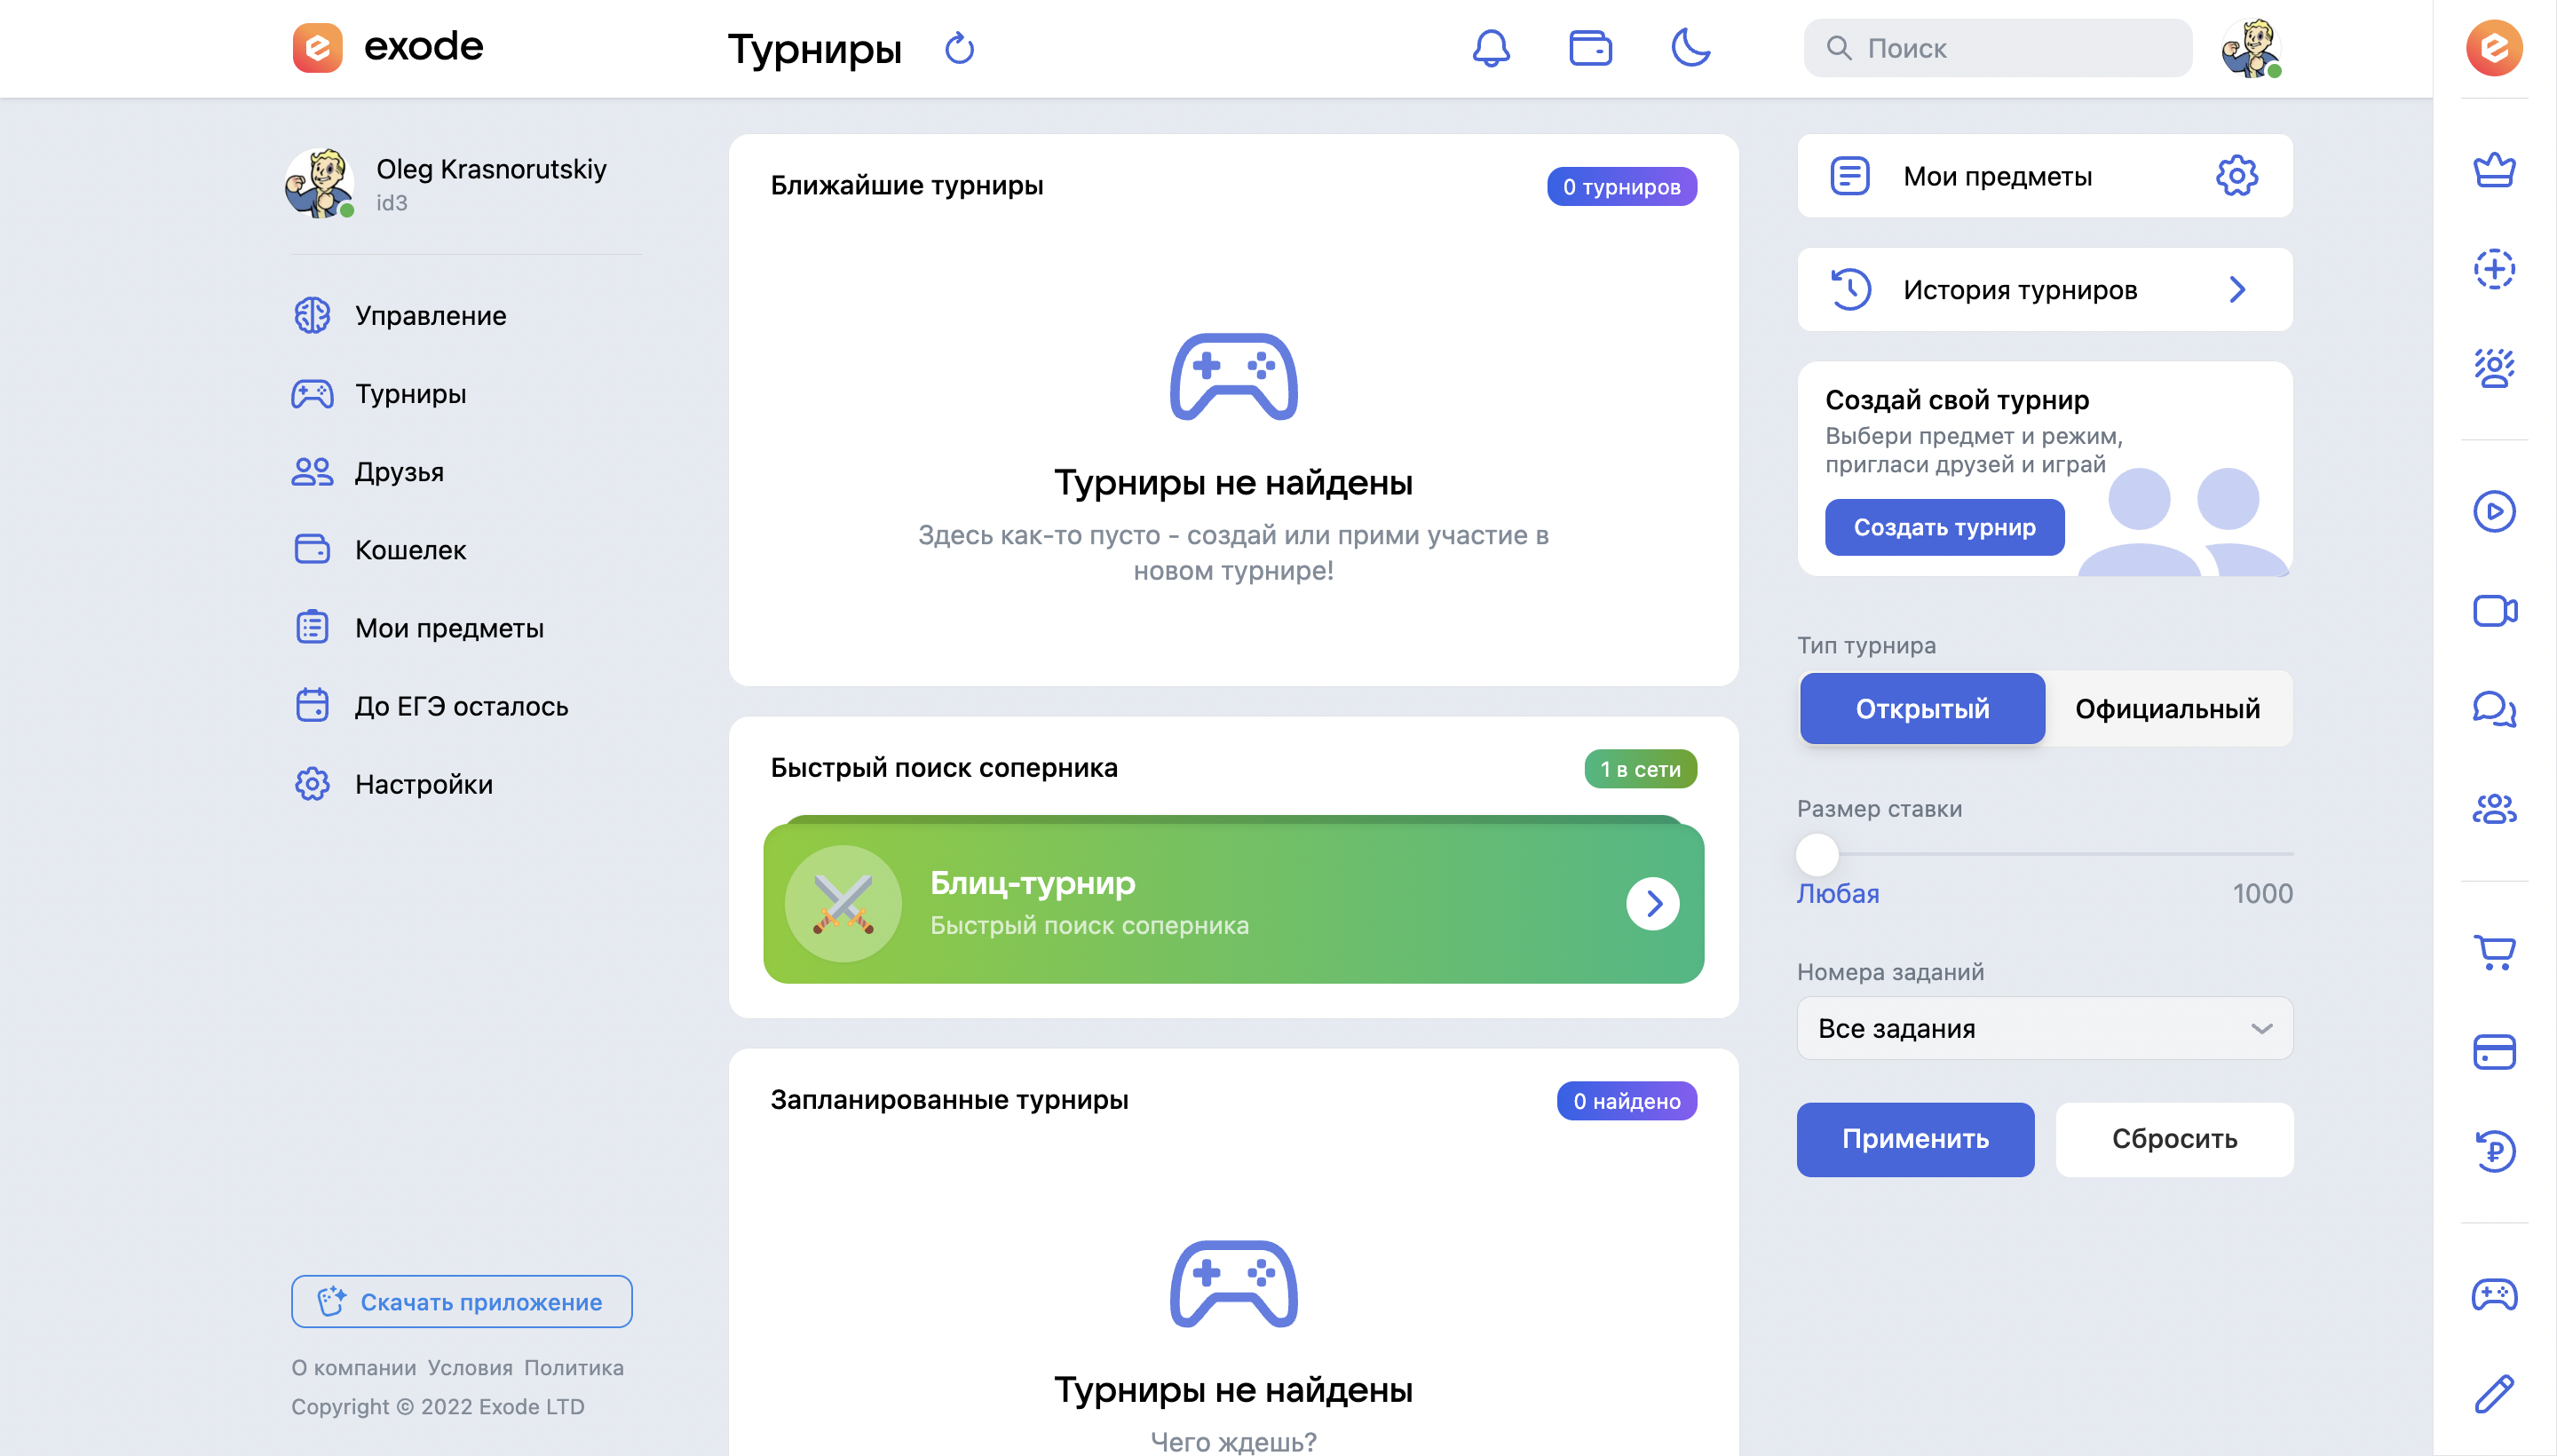 exode
Турниры
Поиск
Oleg Krasnorutskiy
id3
Управление
Турниры
Друзья
Кошелек
Мои предметы
До ЕГЭ осталось
Настройки
Скачать приложение
О компании Условия Политика
Copyright © 2022 Exode LTD
Ближайшие турниры
0 турниров
Турниры не найдены
Здесь как-то пусто - создай или прими участие в
новом турнире!
Быстрый поиск соперника
1 в сети
Блиц-турнир
Быстрый поиск соперника
Запланированные турниры
0 найдено
Турниры не найдены
Чего ждешь?
Мои предметы
История турниров
Создай свой турнир
Выбери предмет и режим,
пригласи друзей и играй
Создать турнир
Тип турнира
Открытый Официальный
Размер ставки
Любая 1000
Номера заданий
Все задания
Применить Сбросить